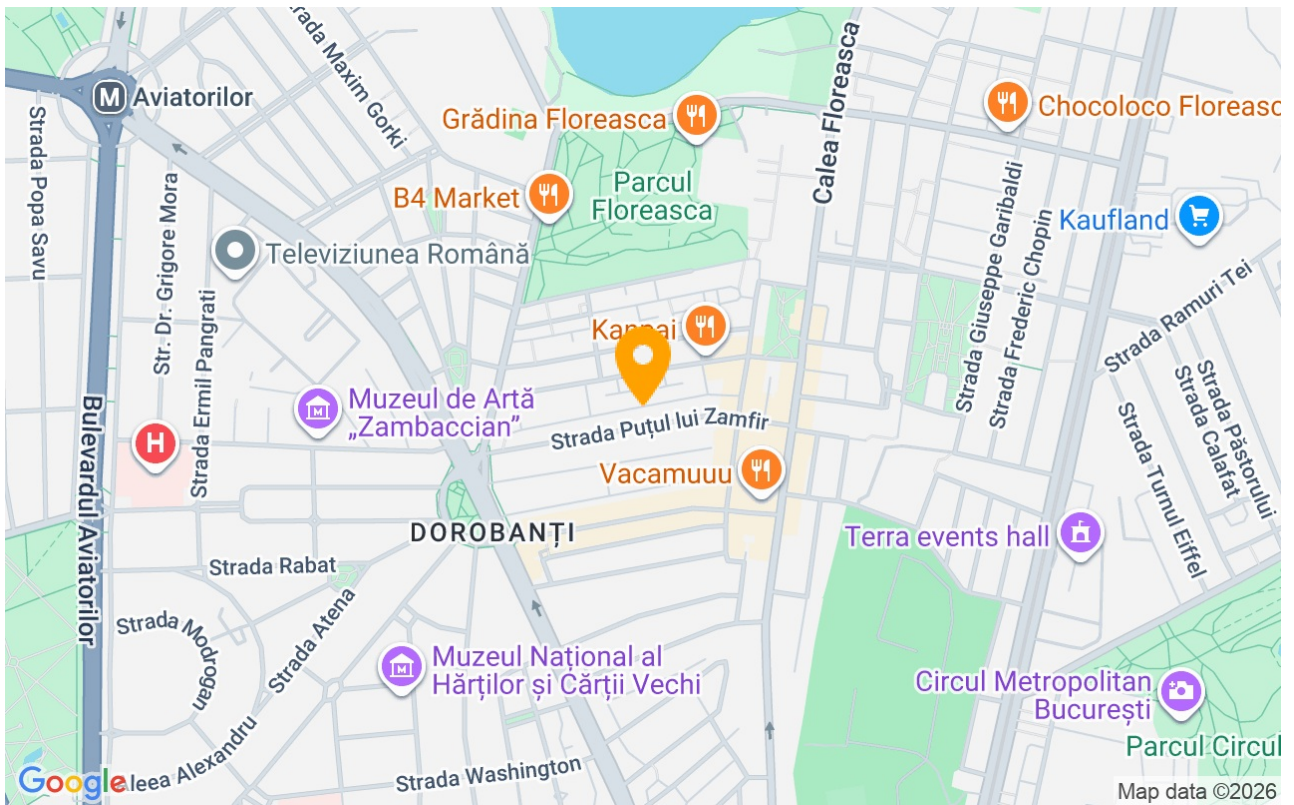 Strada Maxim Gorki
M
Aviatorilor
Grădina Floreasca
Calea Floreasca
Chocoloco Floreasc
Strada Popa Savu
B4 Market
Parcul
Floreasca
Strada Giuseppe Garibaldi
Strada Frederic Chopin
Kaufland
Str. Dr. Grigore Mora
Televiziunea Română
Strada Ermil Pangrati
Strada Ramuri Tei
Muzeul de Artă
„Zambaccian”
Strada Puțul lui Zamfir
Strada Păstorului
Strada Calafat
Strada Turnul Eiffel
H
Vacamuuu
Bulevardul Aviatorilor
DOROBANȚI
Terra events hall
Strada Rabat
Strada Atena
Strada Modrogan
Muzeul Național al
Hărților și Cărții Vechi
Circul Metropolitan
București
Parcul Circul
Google
Aleea Alexandru
Strada Washington
Map data ©2026